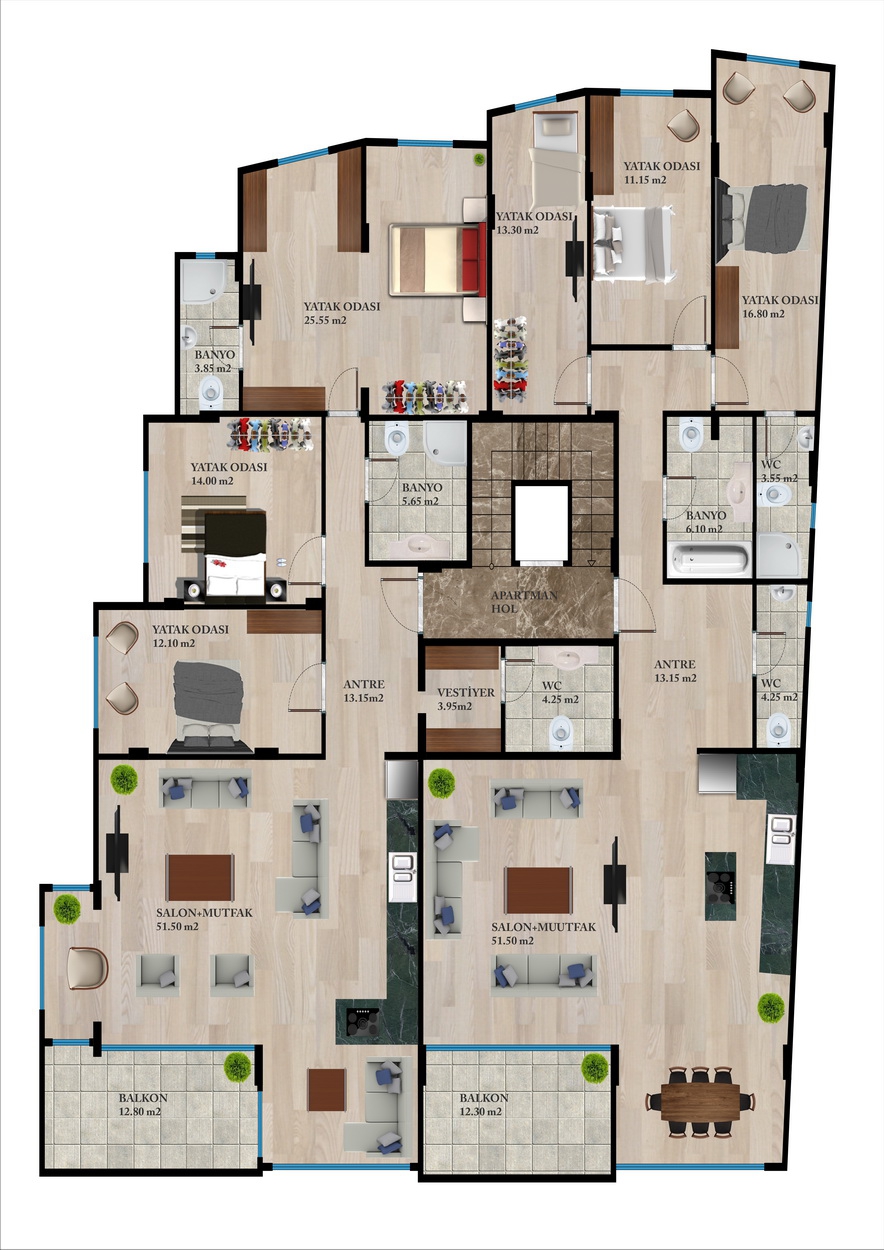 YATAK ODASI
11.15 m2
YATAK ODASI
13.30 m2
YATAK ODASI
16.80 m2
YATAK ODASI
25.55 m2
BANYO
3.85 m2
YATAK ODASI
14.00 m2
BANYO
5.65 m2
WC
3.55 m2
BANYO
6.10 m2
APARTMAN
HOL
YATAK ODASI
12.10 m2
ANTRE
13.15m2
VESTİYER
3.95m2
WC
4.25 m2
ANTRE
13.15 m2
WC
4.25 m2
SALON+MUTFAK
51.50 m2
SALON+MUUTFAK
51.50 m2
BALKON
12.80 m2
BALKON
12.30 m2